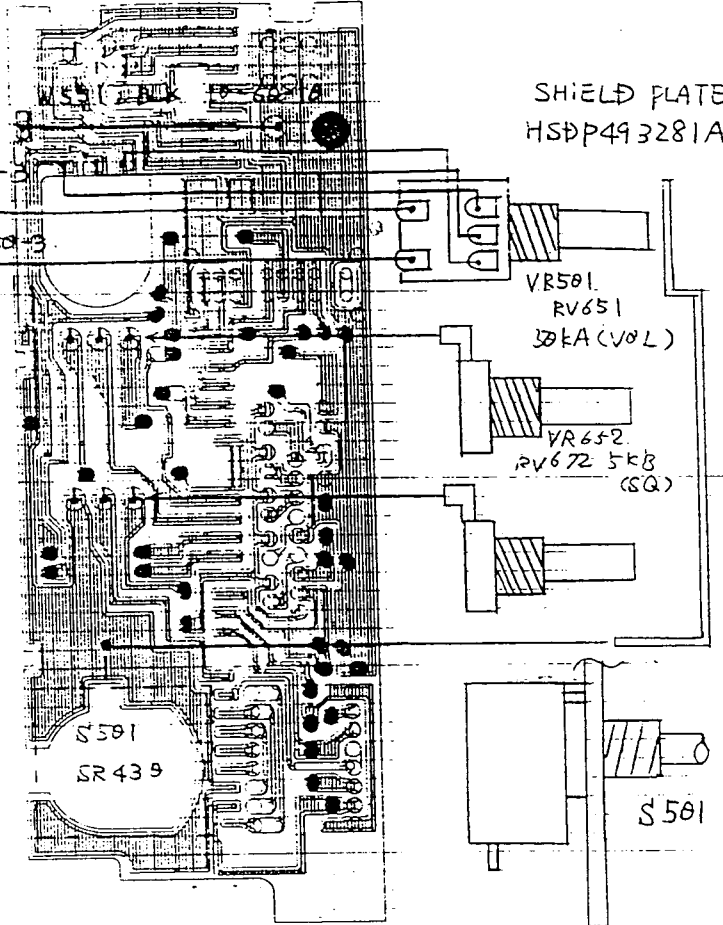 SHIELD PLATE
HSDP493281A
VR501
RV651
50kA (VOL)
VR652
RV672 5KB
(SQ)
S501
SR439
S501